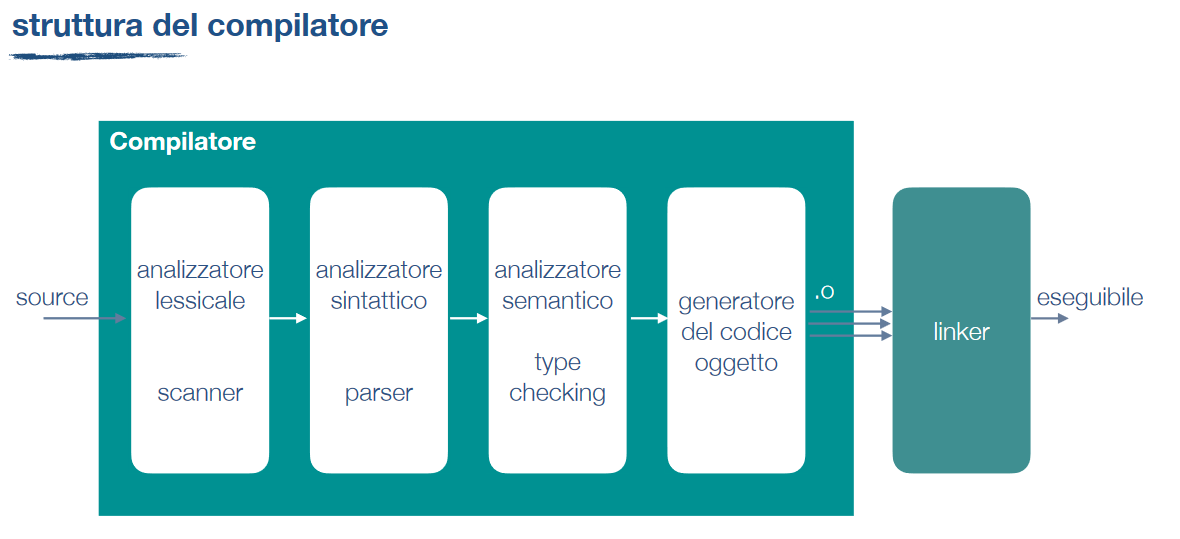 struttura del compilatore
Compilatore
source
analizzatore
lessicale
scanner
analizzatore
sintattico
parser
analizzatore
semantico
type
checking
generatore
del codice
oggetto
.o
linker
eseguibile